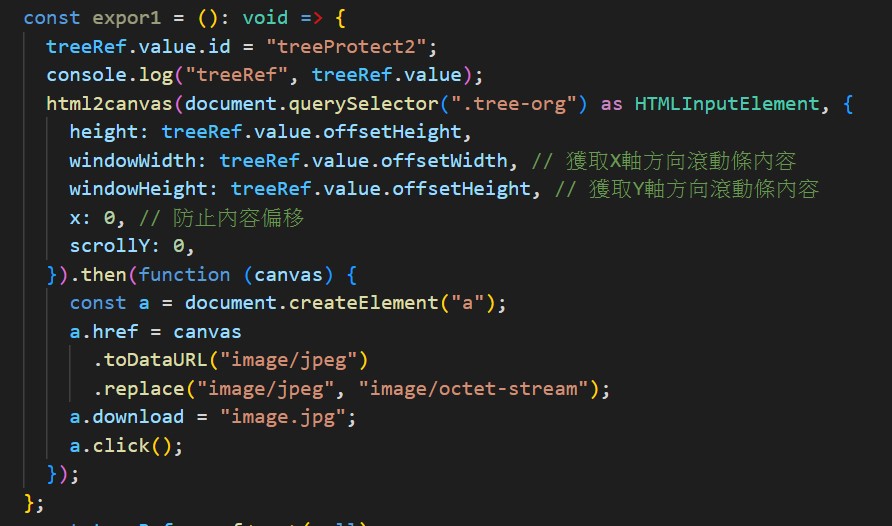 const expor1 = (): void => {
treeRef.value.id = "treeProtect2";
console.log("treeRef", treeRef.value);
html2canvas(document.querySelector(".tree-org") as HTMLInputElement, {
height: treeRef.value.offsetHeight,
windowWidth: treeRef.value.offsetWidth, // 獲取X軸方向滾動條內容
windowHeight: treeRef.value.offsetHeight, // 獲取Y軸方向滾動條內容
x: 0, // 防止內容偏移
scrollY: 0,
}).then(function (canvas) {
const a = document.createElement("a");
a.href = canvas
.toDataURL("image/jpeg")
.replace("image/jpeg", "image/octet-stream");
a.download = "image.jpg";
a.click();
});
};